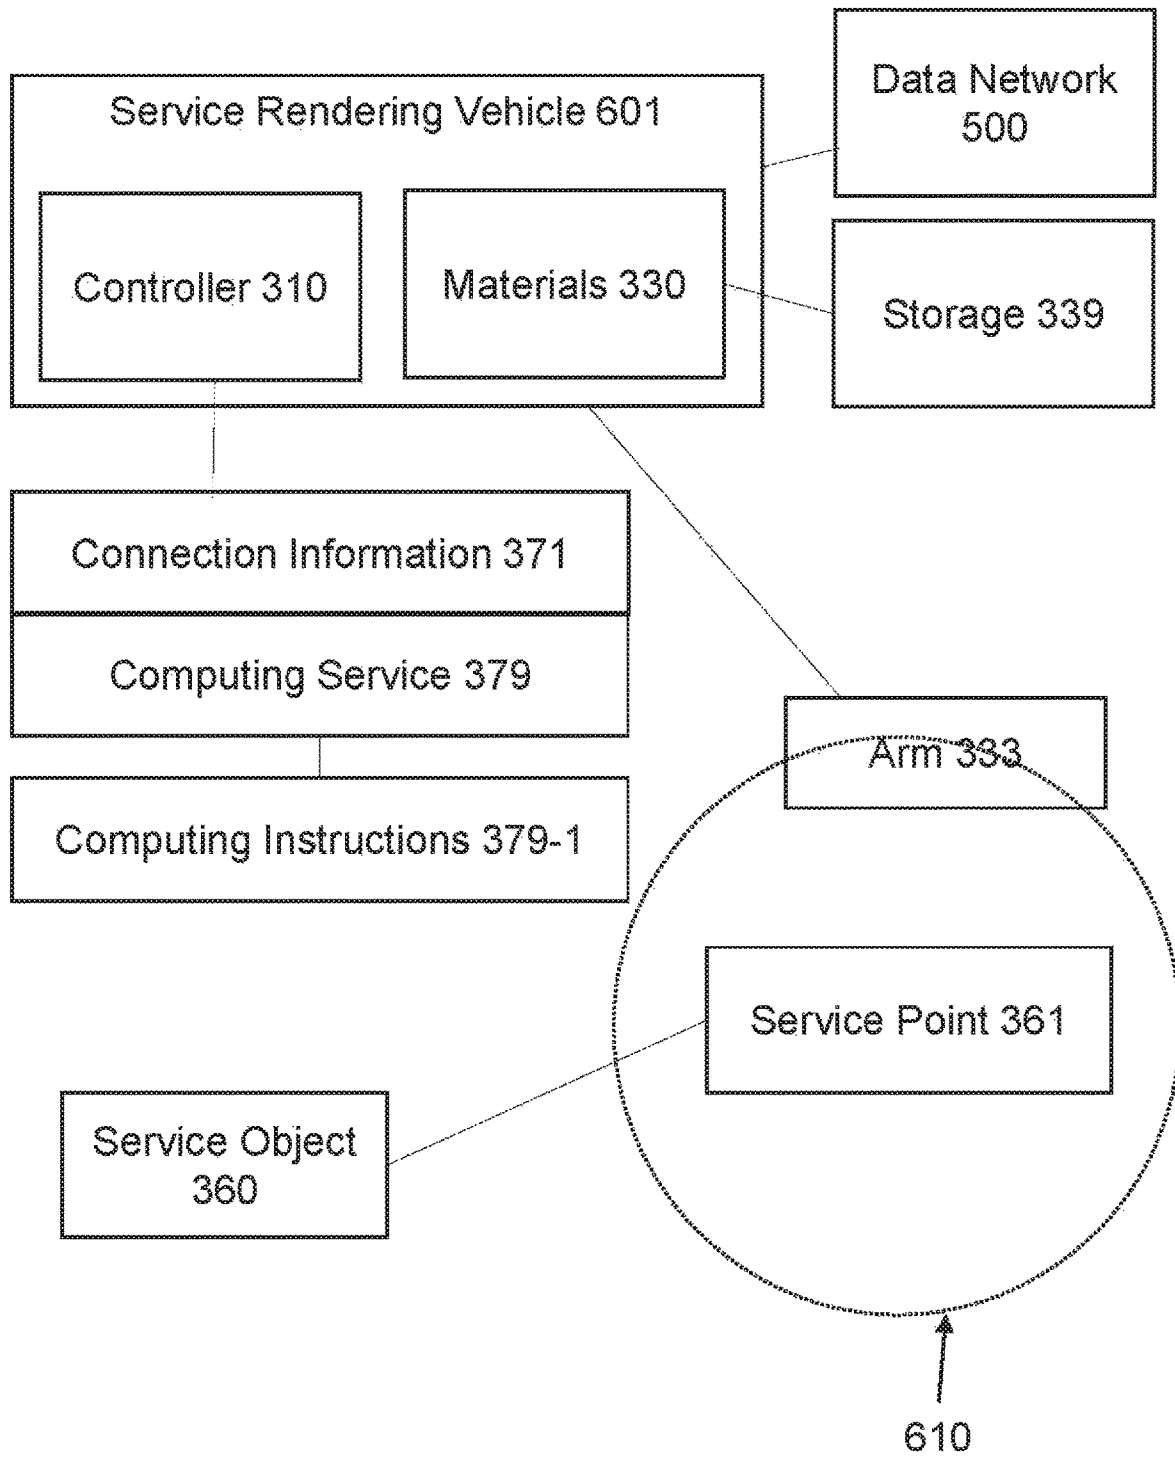 Data Network
500
Service Rendering Vehicle 601
Controller 310
Materials 330
Storage 339
Connection Information 371
Computing Service 379
Arm 333
Computing Instructions 379-1
Service Point 361
Service Object
360
610